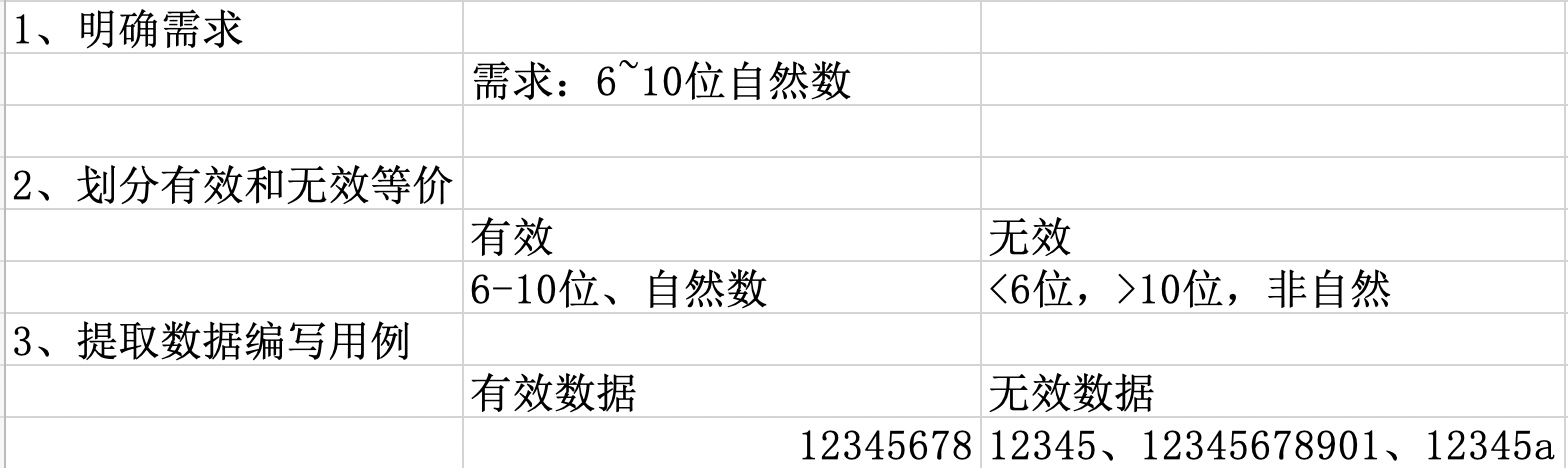 1、明确需求
需求：6~10位自然数
2、划分有效和无效等价
有效 无效
6-10位、自然数 <6位，>10位，非自然
3、提取数据编写用例
有效数据 无效数据
12345678 12345、12345678901、12345a